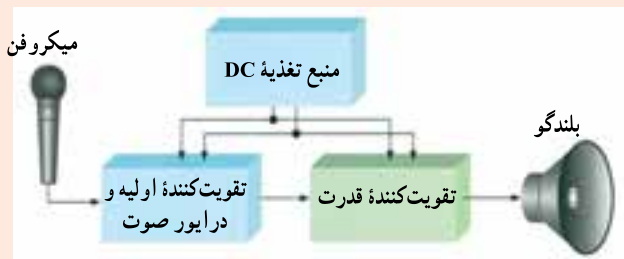 میکروفن
منبع تغذیهٔ DC
بلندگو
تقویت‌کنندهٔ اولیه و
درایور صوت
تقویت‌کنندهٔ قدرت